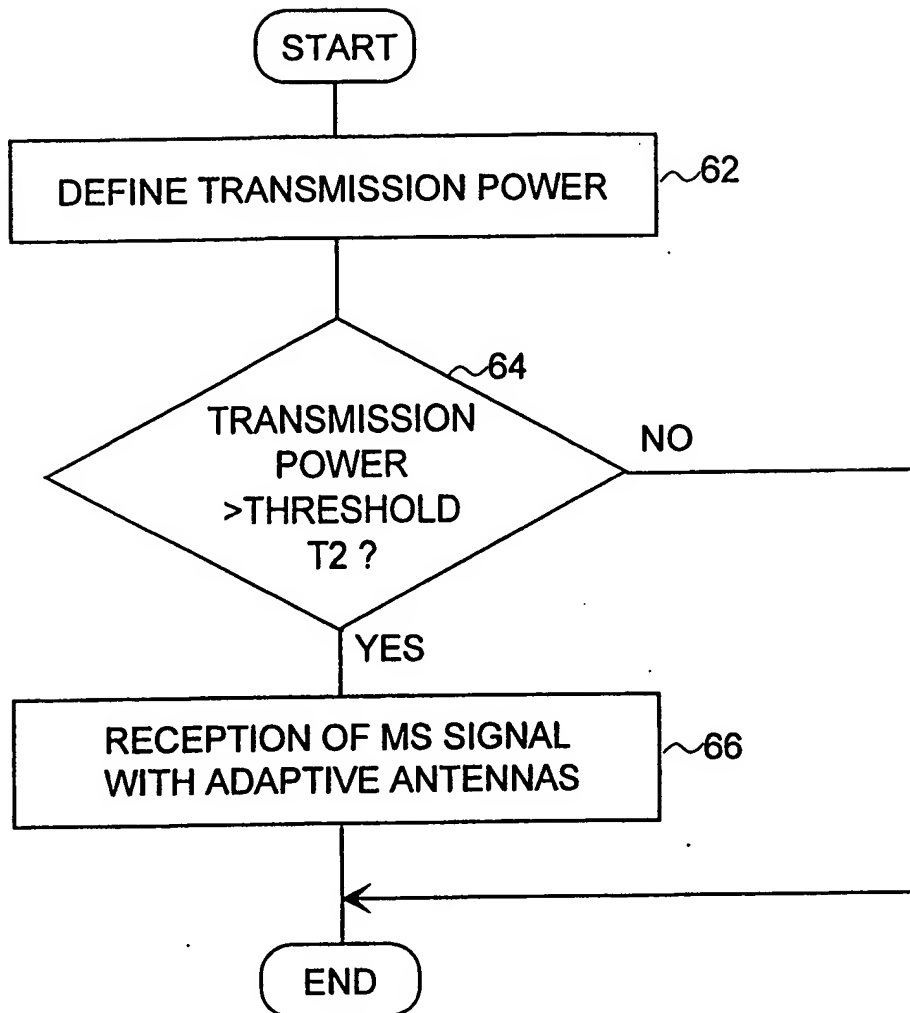 START
DEFINE TRANSMISSION POWER
62
64
TRANSMISSION
POWER
>THRESHOLD
T2 ?
NO
YES
RECEPTION OF MS SIGNAL
WITH ADAPTIVE ANTENNAS
66
END